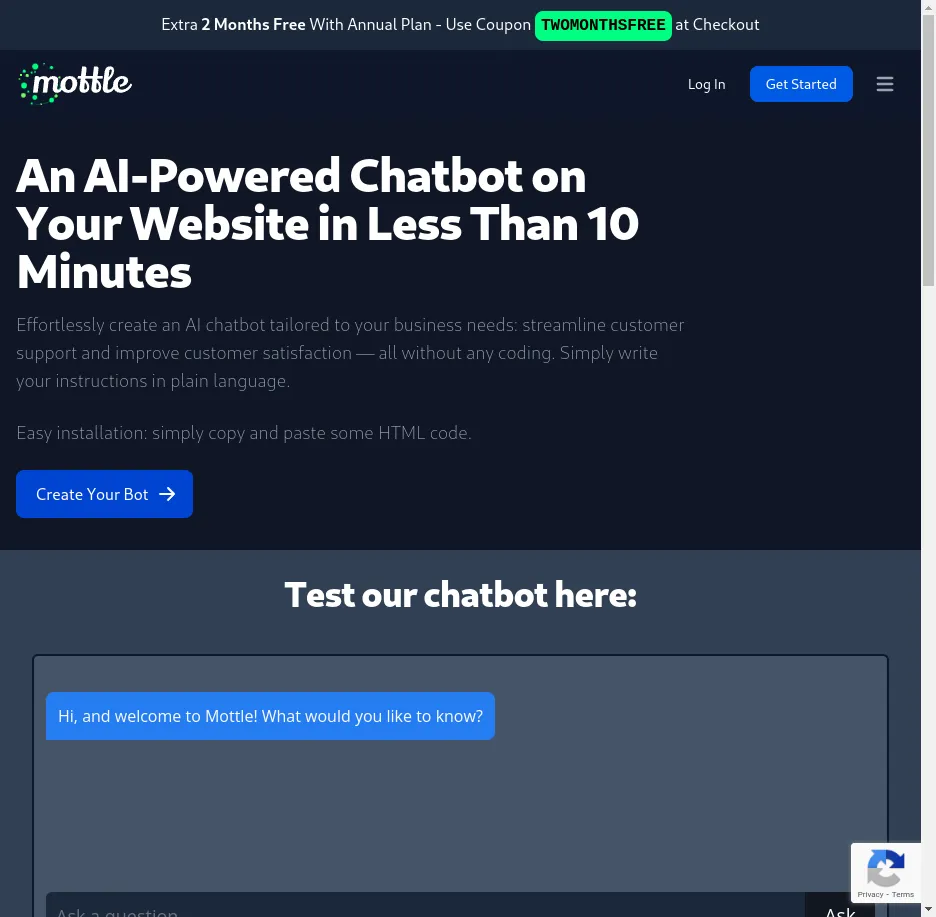 Extra 2 Months Free With Annual Plan - Use Coupon TWOMONTHSFREE at Checkout
mottle
Log In
Get Started
An AI-Powered Chatbot on
Your Website in Less Than 10
Minutes
Effortlessly create an AI chatbot tailored to your business needs: streamline customer
support and improve customer satisfaction — all without any coding. Simply write
your instructions in plain language.
Easy installation: simply copy and paste some HTML code.
Create Your Bot
Test our chatbot here:
Hi, and welcome to Mottle! What would you like to know?
Ask a question
Ask
Privacy - Terms